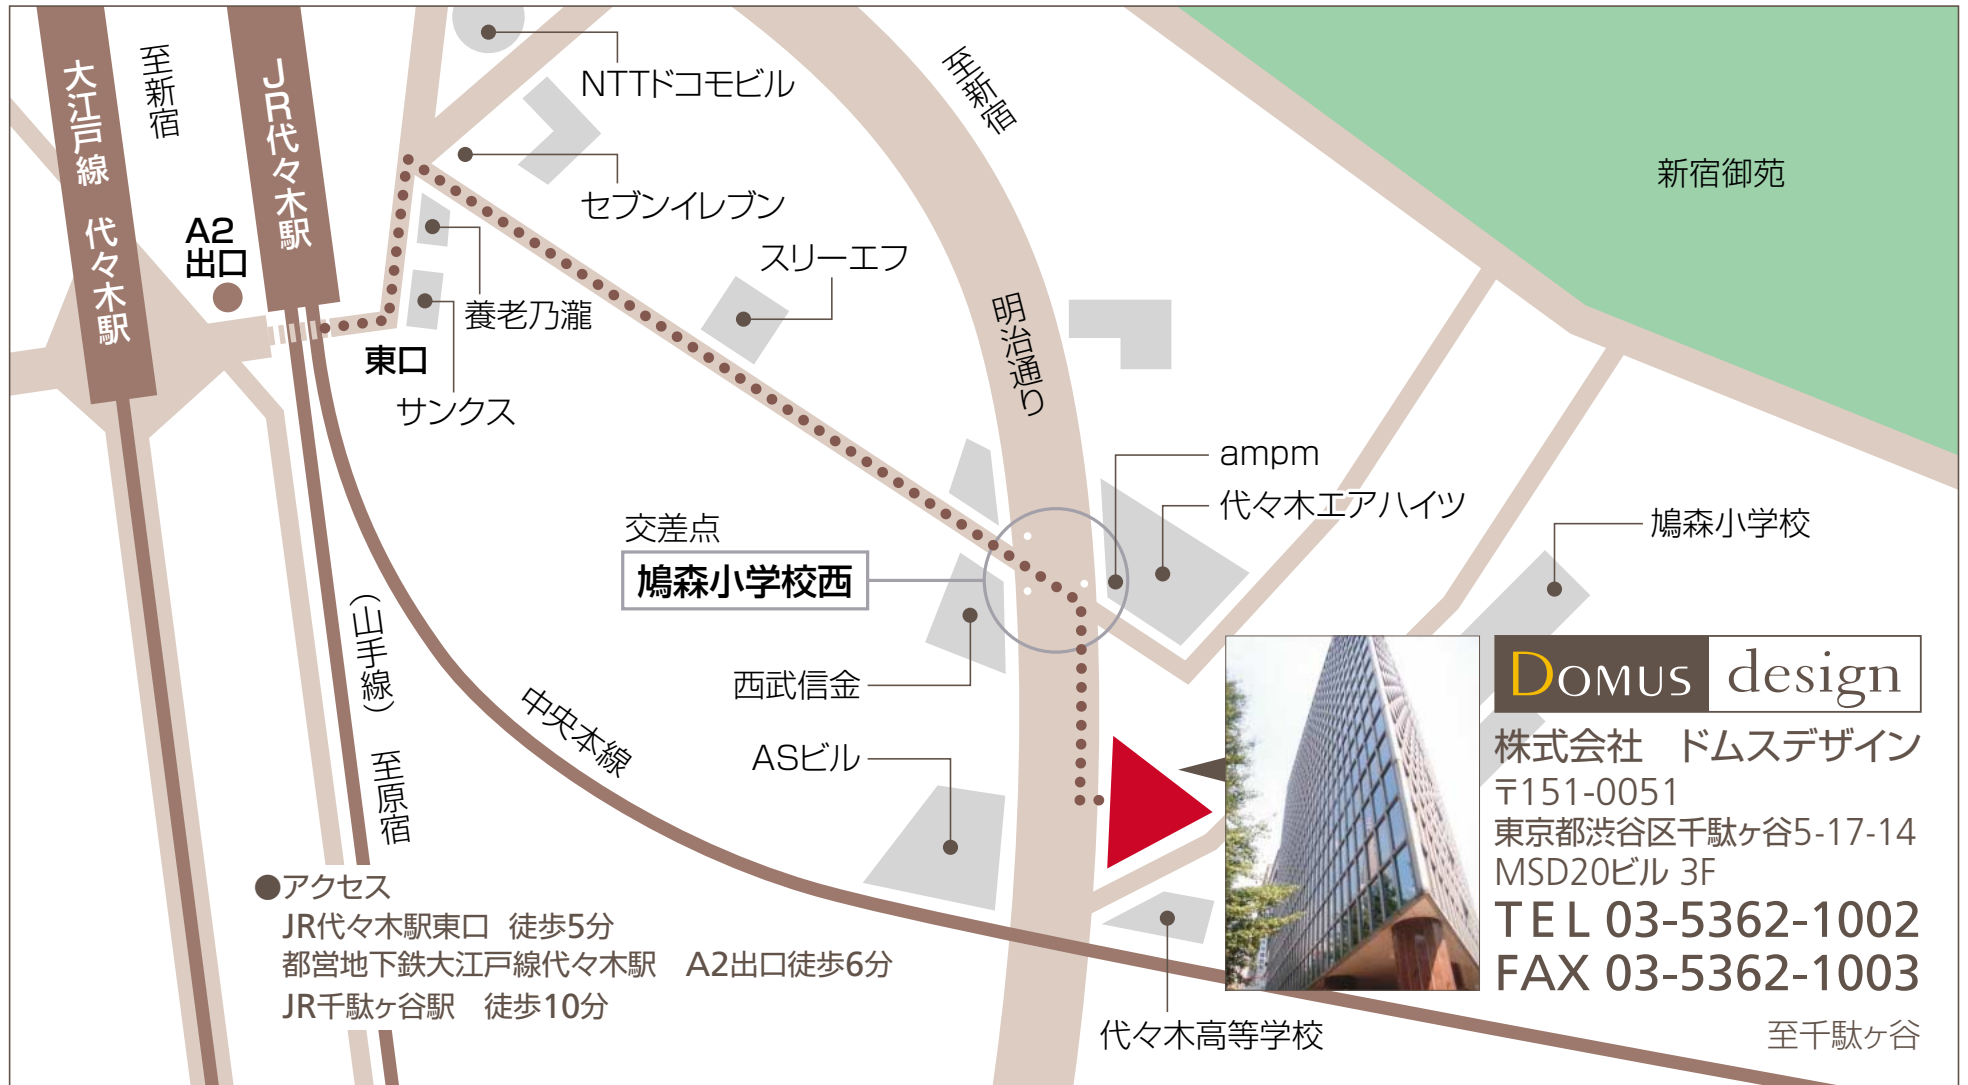 大江戸線　代々木駅
至新宿
JR代々木駅
A2
出口
東口
NTTドコモビル
セブンイレブン
養老乃瀧
サンクス
スリーエフ
至新宿
明治通り
新宿御苑
ampm
代々木エアハイツ
鳩森小学校
交差点
鳩森小学校西
西武信金
ASビル
(山手線)　至原宿
中央本線
代々木高等学校
●アクセス
JR代々木駅東口 徒歩5分
都営地下鉄大江戸線代々木駅　A2出口徒歩6分
JR千駄ヶ谷駅　徒歩10分
DOMUS design
株式会社　ドムスデザイン
〒151-0051
東京都渋谷区千駄ヶ谷5-17-14
MSD20ビル 3F
TEL 03-5362-1002
FAX 03-5362-1003
至千駄ヶ谷